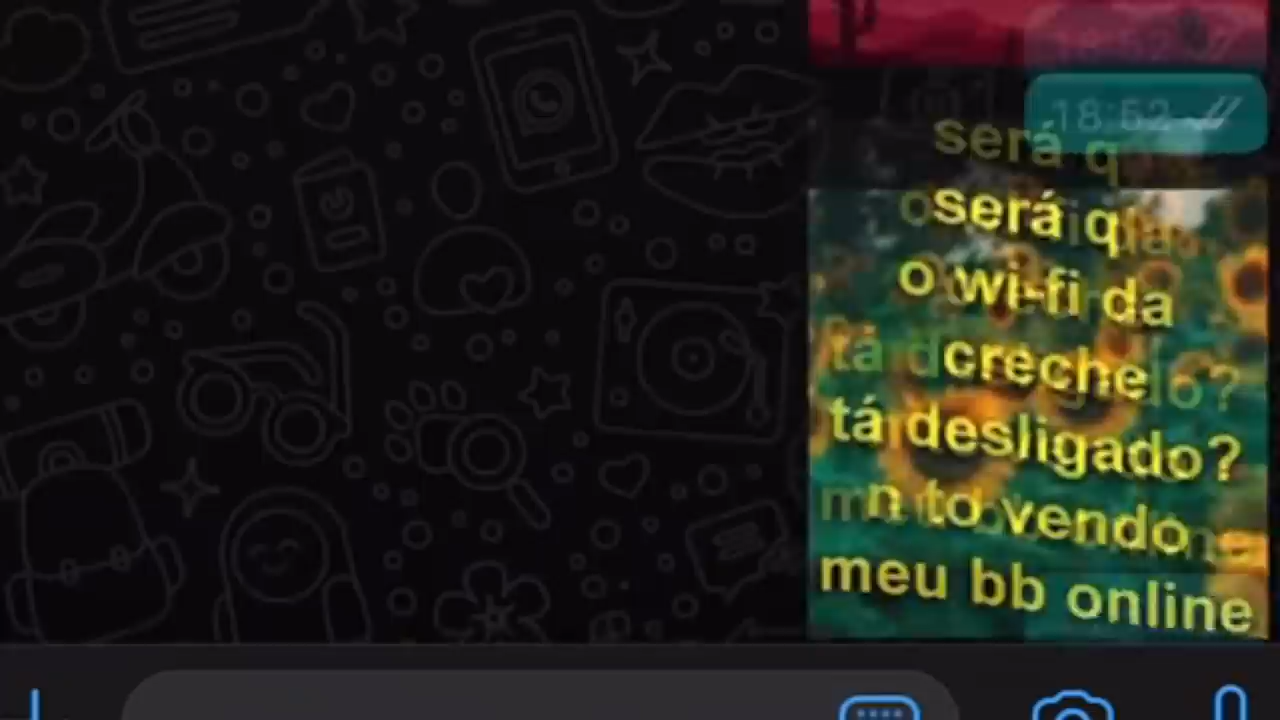 18:52
será q
o wi-fi da
creche
tá desligado?
n to vendo
meu bb online